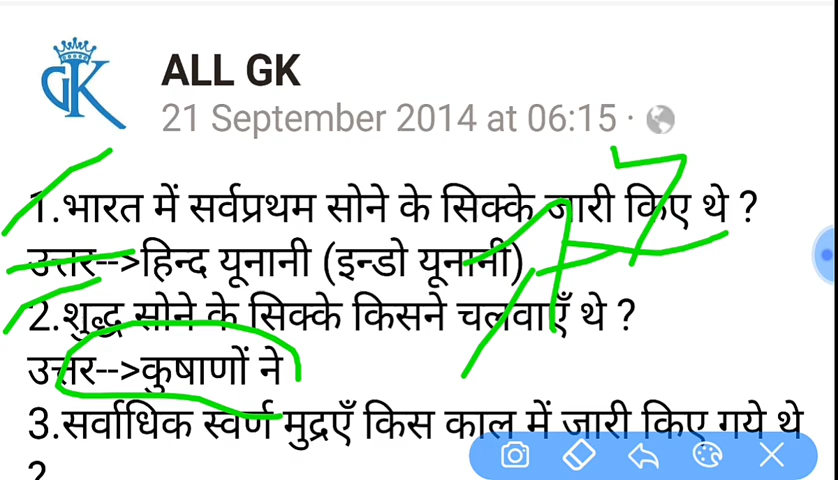 GK
ALL GK
21 September 2014 at 06:15 ·
1.भारत में सर्वप्रथम सोने के सिक्के जारी किए थे ?
उत्तर-->हिन्द यूनानी (इन्डो यूनानी)
2.शुद्ध सोने के सिक्के किसने चलवाएँ थे ?
उत्तर-->कुषाणों ने
3.सर्वाधिक स्वर्ण मुद्रएँ किस काल में जारी किए गये थे
?